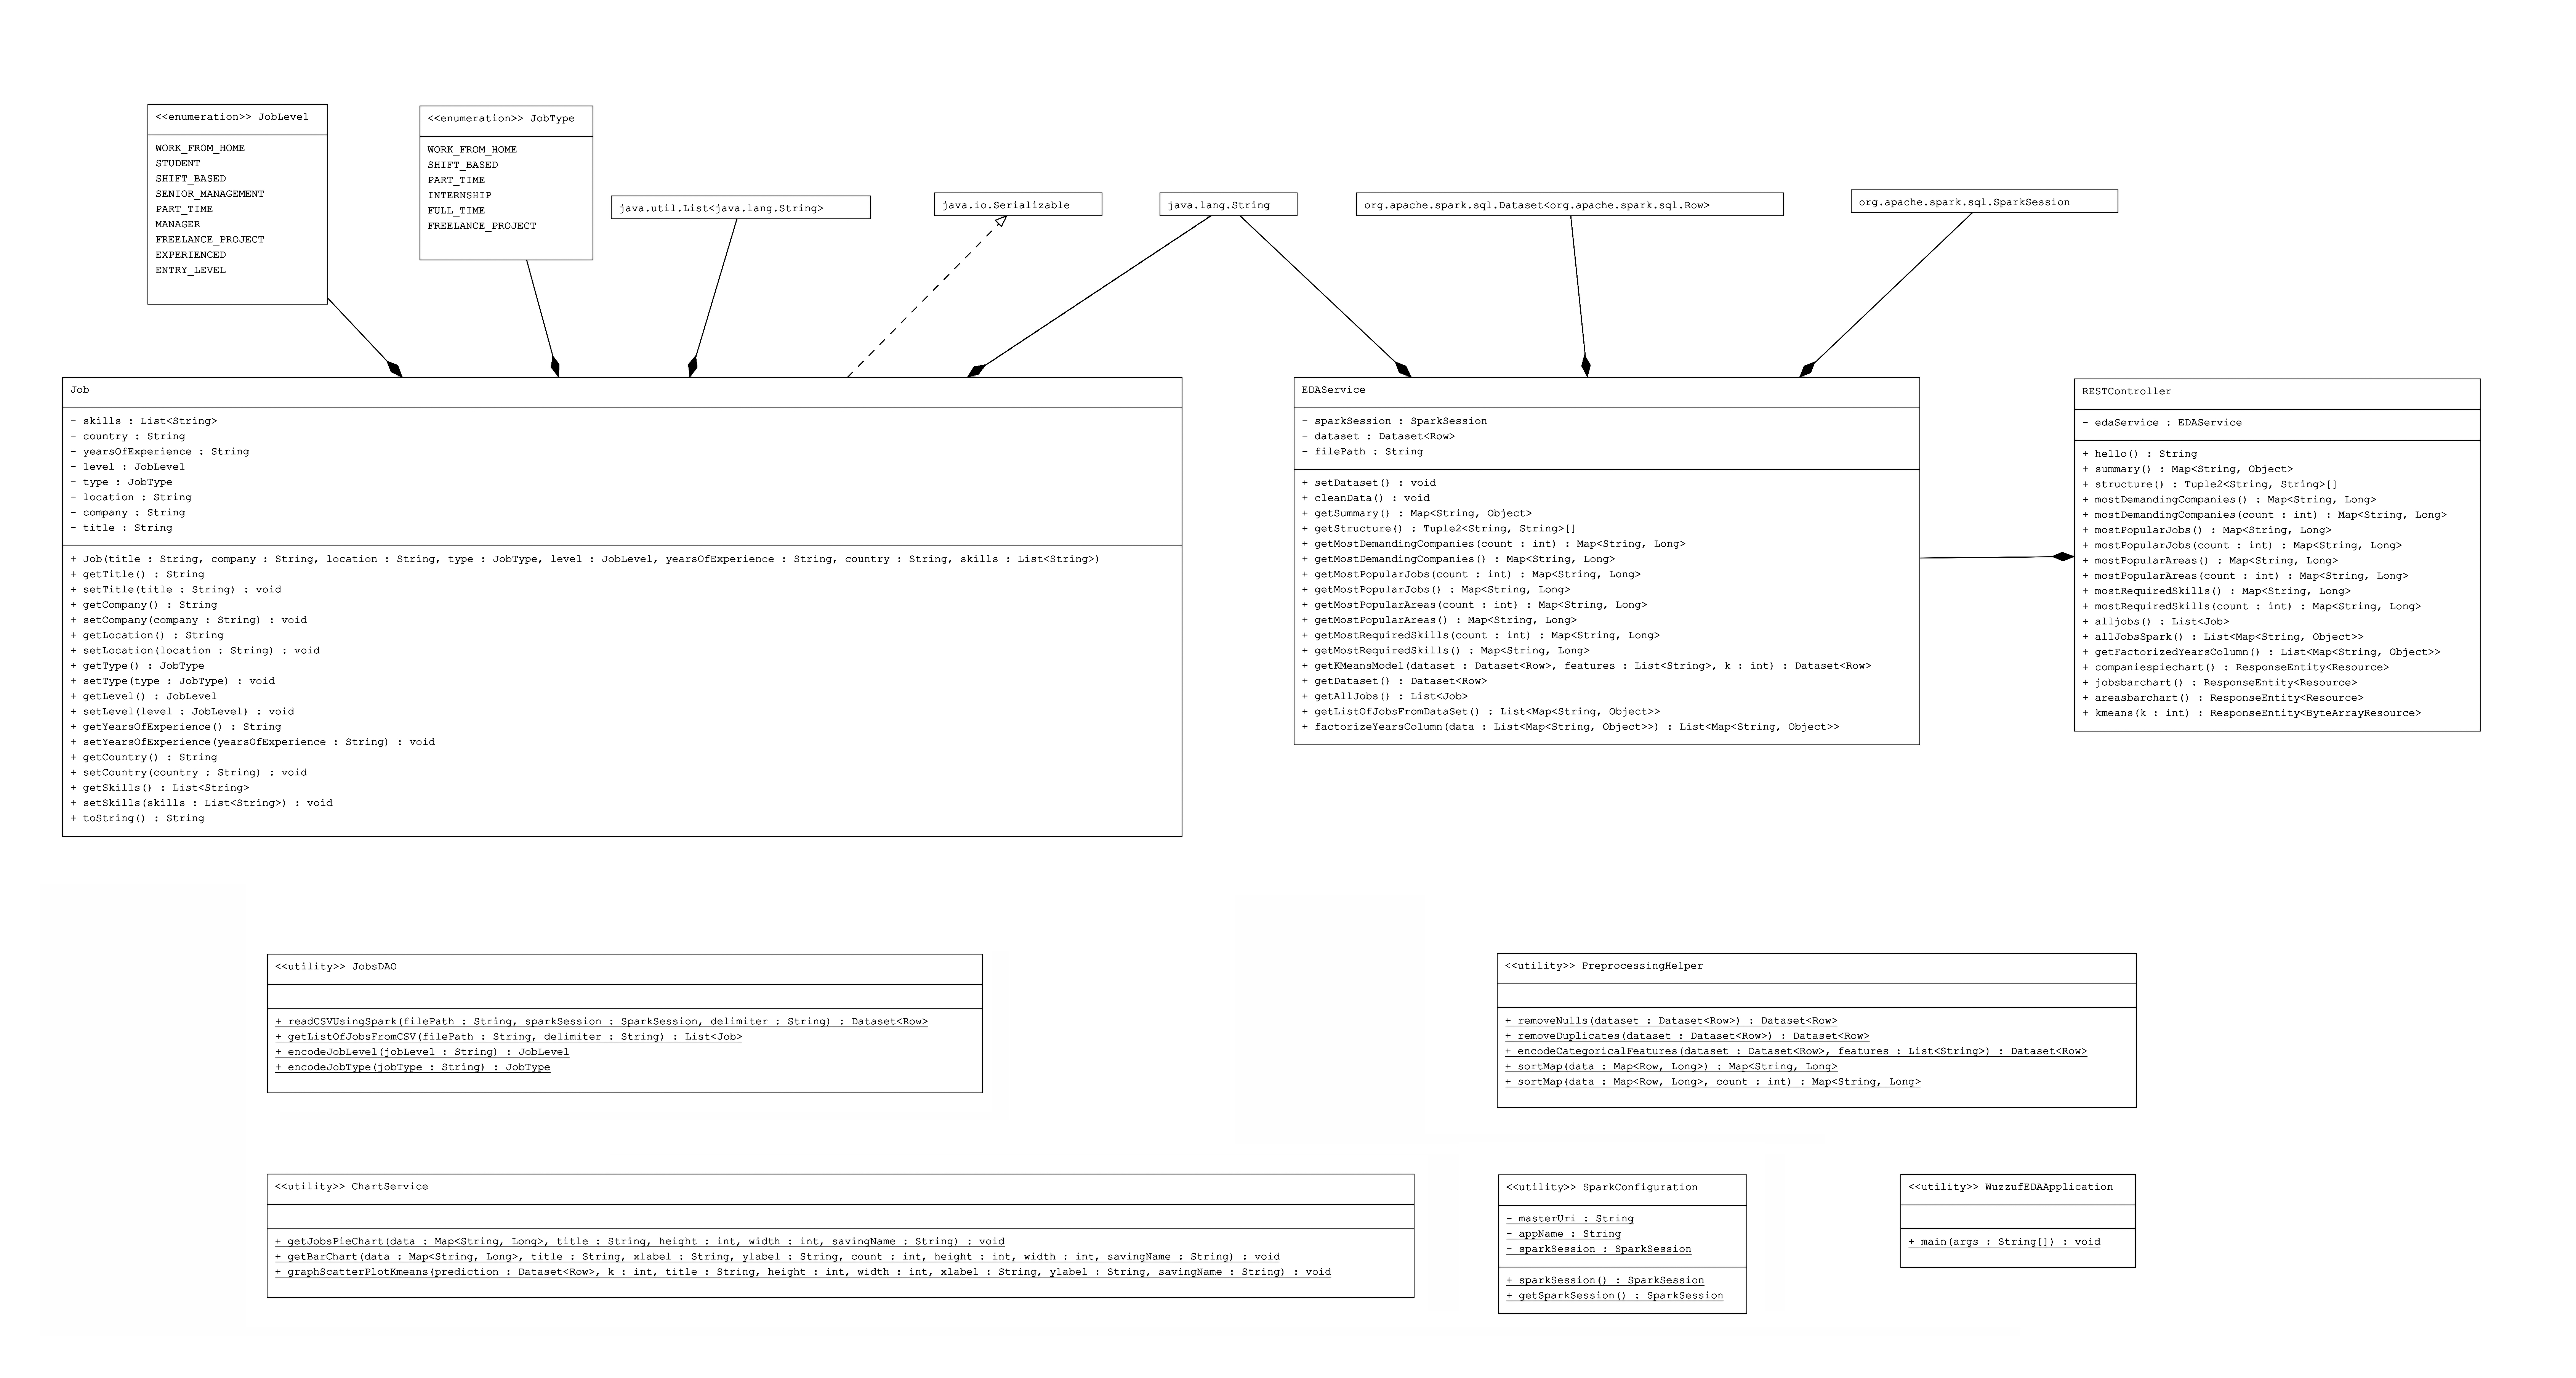 <<enumeration>> JobLevel
WORK_FROM_HOME
STUDENT
SHIFT_BASED
SENIOR_MANAGEMENT
PART_TIME
MANAGER
FREELANCE_PROJECT
EXPERIENCED
ENTRY_LEVEL
<<enumeration>> JobType
WORK_FROM_HOME
SHIFT_BASED
PART_TIME
INTERNSHIP
FULL_TIME
FREELANCE_PROJECT
java.util.List<java.lang.String>
java.io.Serializable
java.lang.String
org.apache.spark.sql.Dataset<org.apache.spark.sql.Row>
org.apache.spark.sql.SparkSession
Job
- skills : List<String>
- country : String
- yearsOfExperience : String
- level : JobLevel
- type : JobType
- location : String
- company : String
- title : String
+ Job(title : String, company : String, location : String, type : JobType, level : JobLevel, yearsOfExperience : String, country : String, skills : List<String>)
+ getTitle() : String
+ setTitle(title : String) : void
+ getCompany() : String
+ setCompany(company : String) : void
+ getLocation() : String
+ setLocation(location : String) : void
+ getType() : JobType
+ setType(type : JobType) : void
+ getLevel() : JobLevel
+ setLevel(level : JobLevel) : void
+ getYearsOfExperience() : String
+ setYearsOfExperience(yearsOfExperience : String) : void
+ getCountry() : String
+ setCountry(country : String) : void
+ getSkills() : List<String>
+ setSkills(skills : List<String>) : void
+ toString() : String
EDAService
- sparkSession : SparkSession
- dataset : Dataset<Row>
- filePath : String
+ setDataset() : void
+ cleanData() : void
+ getSummary() : Map<String, Object>
+ getStructure() : Tuple2<String, String>[]
+ getMostDemandingCompanies(count : int) : Map<String, Long>
+ getMostDemandingCompanies() : Map<String, Long>
+ getMostPopularJobs(count : int) : Map<String, Long>
+ getMostPopularJobs() : Map<String, Long>
+ getMostPopularAreas(count : int) : Map<String, Long>
+ getMostPopularAreas() : Map<String, Long>
+ getMostRequiredSkills(count : int) : Map<String, Long>
+ getMostRequiredSkills() : Map<String, Long>
+ getKMeansModel(dataset : Dataset<Row>, features : List<String>, k : int) : Dataset<Row>
+ getDataset() : Dataset<Row>
+ getAllJobs() : List<Job>
+ getListOfJobsFromDataSet() : List<Map<String, Object>>
+ factorizeYearsColumn(data : List<Map<String, Object>>) : List<Map<String, Object>>
RESTController
- edaService : EDAService
+ hello() : String
+ summary() : Map<String, Object>
+ structure() : Tuple2<String, String>[]
+ mostDemandingCompanies() : Map<String, Long>
+ mostDemandingCompanies(count : int) : Map<String, Long>
+ mostPopularJobs() : Map<String, Long>
+ mostPopularJobs(count : int) : Map<String, Long>
+ mostPopularAreas() : Map<String, Long>
+ mostPopularAreas(count : int) : Map<String, Long>
+ mostRequiredSkills() : Map<String, Long>
+ mostRequiredSkills(count : int) : Map<String, Long>
+ alljobs() : List<Job>
+ allJobsSpark() : List<Map<String, Object>>
+ getFactorizedYearsColumn() : List<Map<String, Object>>
+ companiespiechart() : ResponseEntity<Resource>
+ jobsbarchart() : ResponseEntity<Resource>
+ areasbarchart() : ResponseEntity<Resource>
+ kmeans(k : int) : ResponseEntity<ByteArrayResource>
<<utility>> JobsDAO
+ readCSVUsingSpark(filePath : String, sparkSession : SparkSession, delimiter : String) : Dataset<Row>
+ getListOfJobsFromCSV(filePath : String, delimiter : String) : List<Job>
+ encodeJobLevel(jobLevel : String) : JobLevel
+ encodeJobType(jobType : String) : JobType
<<utility>> PreprocessingHelper
+ removeNulls(dataset : Dataset<Row>) : Dataset<Row>
+ removeDuplicates(dataset : Dataset<Row>) : Dataset<Row>
+ encodeCategoricalFeatures(dataset : Dataset<Row>, features : List<String>) : Dataset<Row>
+ sortMap(data : Map<Row, Long>) : Map<String, Long>
+ sortMap(data : Map<Row, Long>, count : int) : Map<String, Long>
<<utility>> ChartService
+ getJobsPieChart(data : Map<String, Long>, title : String, height : int, width : int, savingName : String) : void
+ getBarChart(data : Map<String, Long>, title : String, xlabel : String, ylabel : String, count : int, height : int, width : int, savingName : String) : void
+ graphScatterPlotKmeans(prediction : Dataset<Row>, k : int, title : String, height : int, width : int, xlabel : String, ylabel : String, savingName : String) : void
<<utility>> SparkConfiguration
- masterUri : String
- appName : String
- sparkSession : SparkSession
+ sparkSession() : SparkSession
+ getSparkSession() : SparkSession
<<utility>> WuzzufEDAApplication
+ main(args : String[]) : void